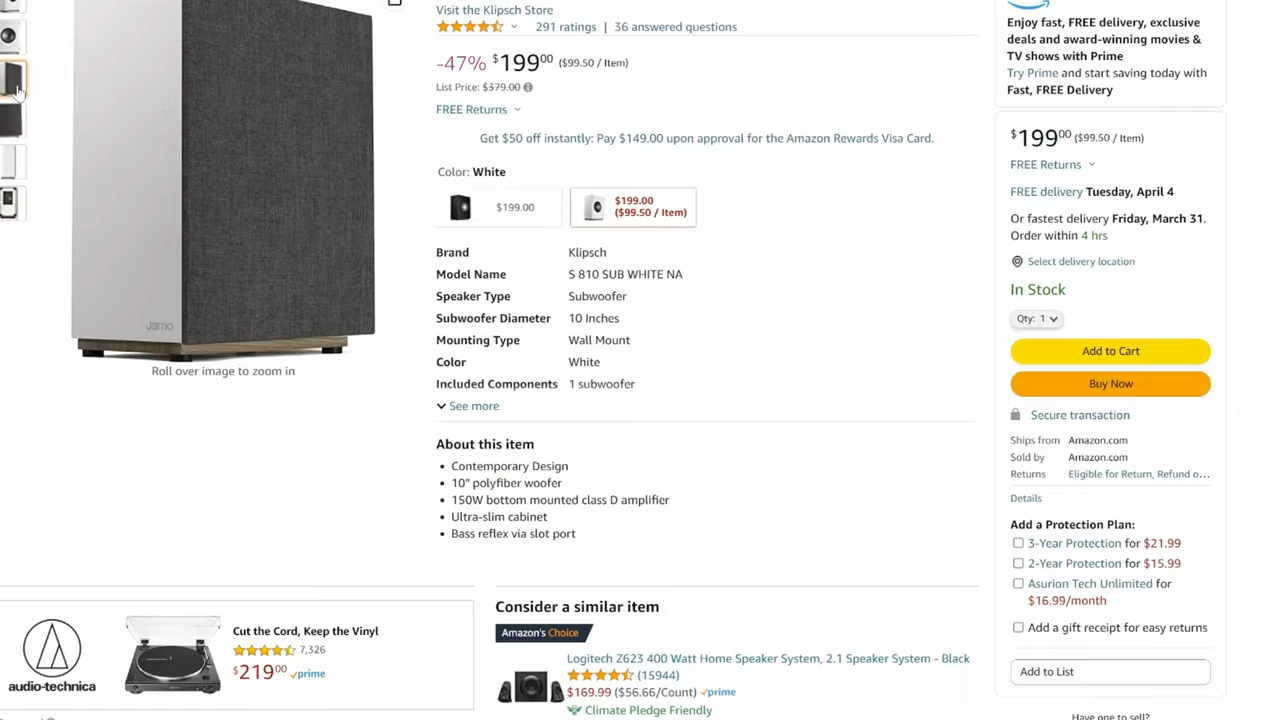 Visit the Klipsch Store
291 ratings | 36 answered questions
-47% $199⁰⁰ ($99.50 / Item)
List Price: $379.00
FREE Returns
Get $50 off instantly: Pay $149.00 upon approval for the Amazon Rewards Visa Card.
Color: White
$199.00
$199.00
($99.50 / Item)
Brand Klipsch
Model Name S 810 SUB WHITE NA
Speaker Type Subwoofer
Subwoofer Diameter 10 Inches
Mounting Type Wall Mount
Color White
Included Components 1 subwoofer
See more
About this item
• Contemporary Design
• 10" polyfiber woofer
• 150W bottom mounted class D amplifier
• Ultra-slim cabinet
• Bass reflex via slot port
Jamo
Roll over image to zoom in
Enjoy fast, FREE delivery, exclusive
deals and award-winning movies &
TV shows with Prime
Try Prime and start saving today with
Fast, FREE Delivery
$199⁰⁰ ($99.50 / Item)
FREE Returns
FREE delivery Tuesday, April 4
Or fastest delivery Friday, March 31.
Order within 4 hrs
Select delivery location
In Stock
Qty: 1
Add to Cart
Buy Now
Secure transaction
Ships from Amazon.com
Sold by Amazon.com
Returns Eligible for Return, Refund o...
Details
Add a Protection Plan:
3-Year Protection for $21.99
2-Year Protection for $15.99
Asurion Tech Unlimited for
$16.99/month
Add a gift receipt for easy returns
Add to List
Have one to sell?
audio-technica
Cut the Cord, Keep the Vinyl
7,326
$219⁰⁰ prime
Consider a similar item
Amazon's Choice
Logitech Z623 400 Watt Home Speaker System, 2.1 Speaker System - Black
(15944)
$169.99 ($56.66/Count) prime
Climate Pledge Friendly